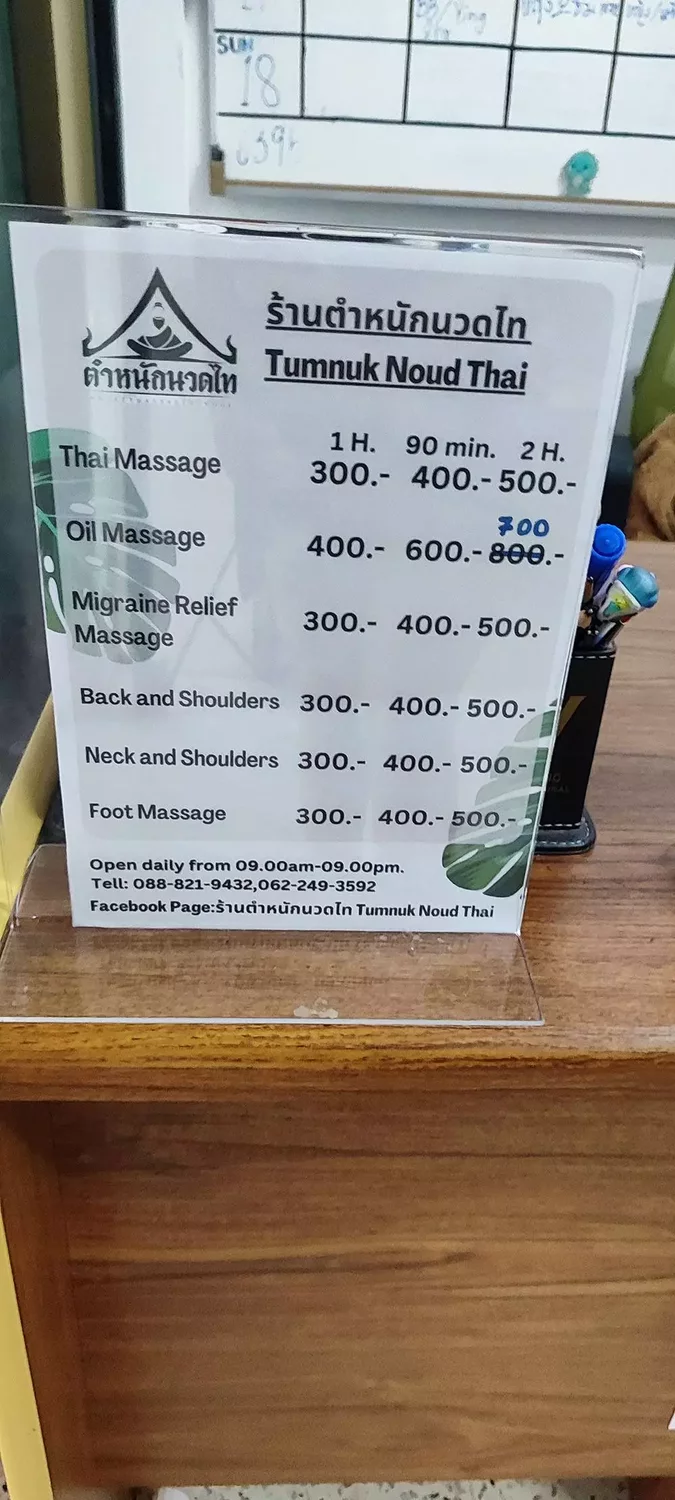 SUN
18
ร้านตำหนักนวดไท
ตำหนักนวดไท
Tumnuk Noud Thai
1 H. 90 min. 2 H.
Thai Massage 300.- 400.- 500.-
700
Oil Massage 400.- 600.- 800.-
Migraine Relief
Massage 300.- 400.- 500.-
Back and Shoulders 300.- 400.- 500.-
Neck and Shoulders 300.- 400.- 500.-
Foot Massage 300.- 400.- 500.-
Open daily from 09.00am-09.00pm.
Tell: 088-821-9432,062-249-3592
Facebook Page:ร้านตำหนักนวดไท Tumnuk Noud Thai